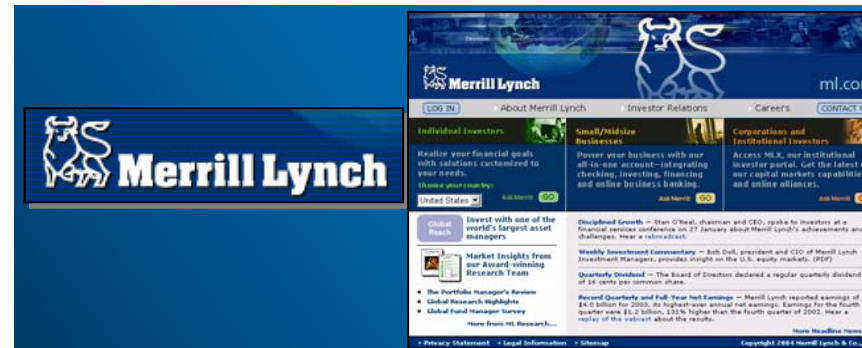 Merrill Lynch
Merrill Lynch
ml.co
LOG IN
About Merrill Lynch
Investor Relations
Careers
CONTACT
Individual Investors
Realize your financial goals
with solutions customized to
your needs.
Choose your country:
United States
Ask Merrill GO
Small/Midsize
Businesses
Power your business with our
all-in-one account—integrating
checking, investing, financing
and online business banking.
Ask Merrill GO
Corporations and
Institutional Investors
Access MLX, our institutional
investor portal. Get the latest
our capital markets capabilitie
and online alliances.
Ask Merrill
Global
Reach
Invest with one of the
world's largest asset
managers
Market Insights from
our Award-winning
Research Team
• The Portfolio Manager's Review
• Global Research Highlights
• Global Fund Manager Survey
More from ML Research...
Disciplined Growth — Stan O'Neal, chairman and CEO, spoke to investors at a
financial services conference on 27 January about Merrill Lynch's achievements and
challenges. Hear a rebroadcast.
Weekly Investment Commentary — Bob Doll, president and CIO of Merrill Lynch
Investment Managers, provides insight on the U.S. equity markets. (PDF)
Quarterly Dividend — The Board of Directors declared a regular quarterly dividend
of 16 cents per common share.
Record Quarterly and Full-Year Net Earnings — Merrill Lynch reported earnings of
$4.0 billion for 2003, its highest-ever annual net earnings. Earnings for the fourth
quarter were $1.2 billion, 131% higher than the fourth quarter of 2002. Hear a
replay of the webcast about the results.
More Headline News
• Privacy Statement • Legal Information • Sitemap
Copyright 2004 Merrill Lynch & Co.,